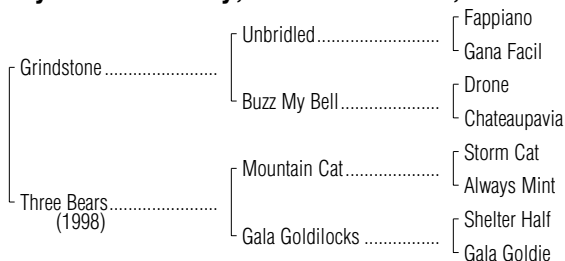 Fappiano
Unbridled
Gana Facil
Grindstone
Drone
Buzz My Bell
Chateaupavia
Storm Cat
Mountain Cat
Always Mint
Three Bears
(1998)
Shelter Half
Gala Goldilocks
Gala Goldie